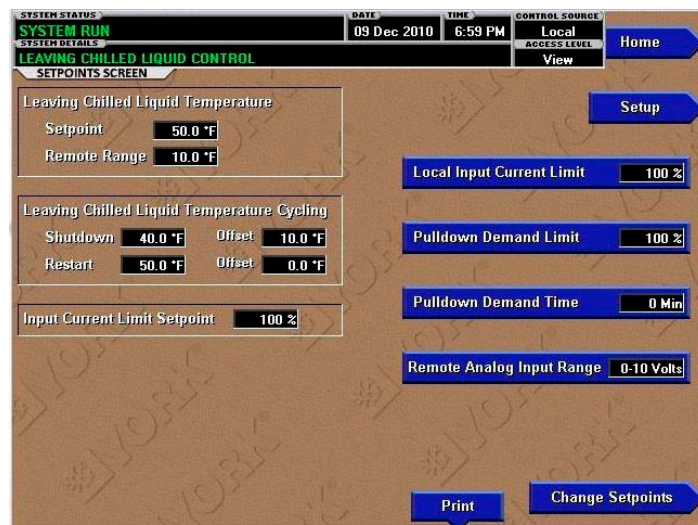 SYSTEM STATUS
SYSTEM RUN
DATE
09 Dec 2010
TIME
6:59 PM
CONTROL SOURCE
Local
SYSTEM DETAILS
LEAVING CHILLED LIQUID CONTROL
ACCESS LEVEL
View
Home
SETPOINTS SCREEN
Setup
Leaving Chilled Liquid Temperature
Setpoint 50.0 °F
Remote Range 10.0 °F
Leaving Chilled Liquid Temperature Cycling
Shutdown 40.0 °F Offset 10.0 °F
Restart 50.0 °F Offset 0.0 °F
Input Current Limit Setpoint 100 %
Local Input Current Limit 100 %
Pulldown Demand Limit 100 %
Pulldown Demand Time 0 Min
Remote Analog Input Range 0-10 Volts
Print
Change Setpoints
YORK